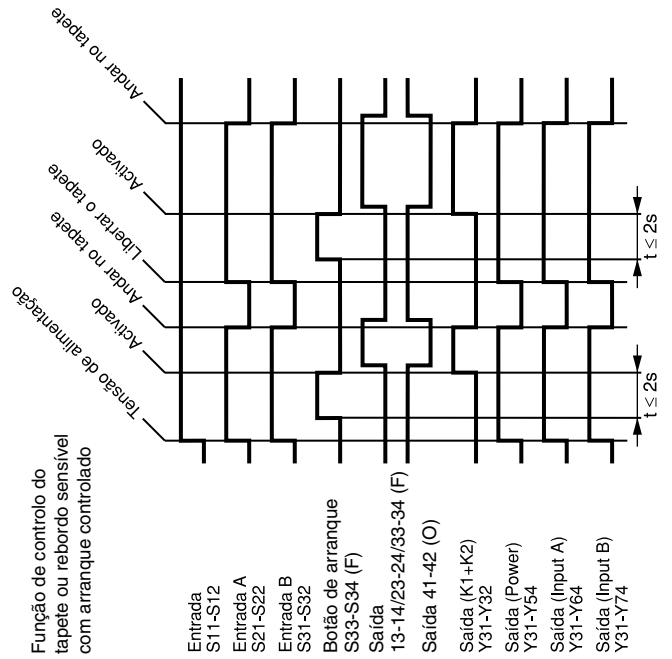 Função de controlo do
tapete ou rebordo sensível
com arranque controlado
Tensão de alimentação
Activado
Andar no tapete
Libertar o tapete
Activado
Andar no tapete
Entrada
S11-S12
Entrada A
S21-S22
Entrada B
S31-S32
Botão de arranque
S33-S34 (F)
Saída
13-14/23-24/33-34 (F)
Saída 41-42 (O)
Saída (K1+K2)
Y31-Y32
Saída (Power)
Y31-Y54
Saída (Input A)
Y31-Y64
Saída (Input B)
Y31-Y74
t ≤ 2s
t ≤ 2s